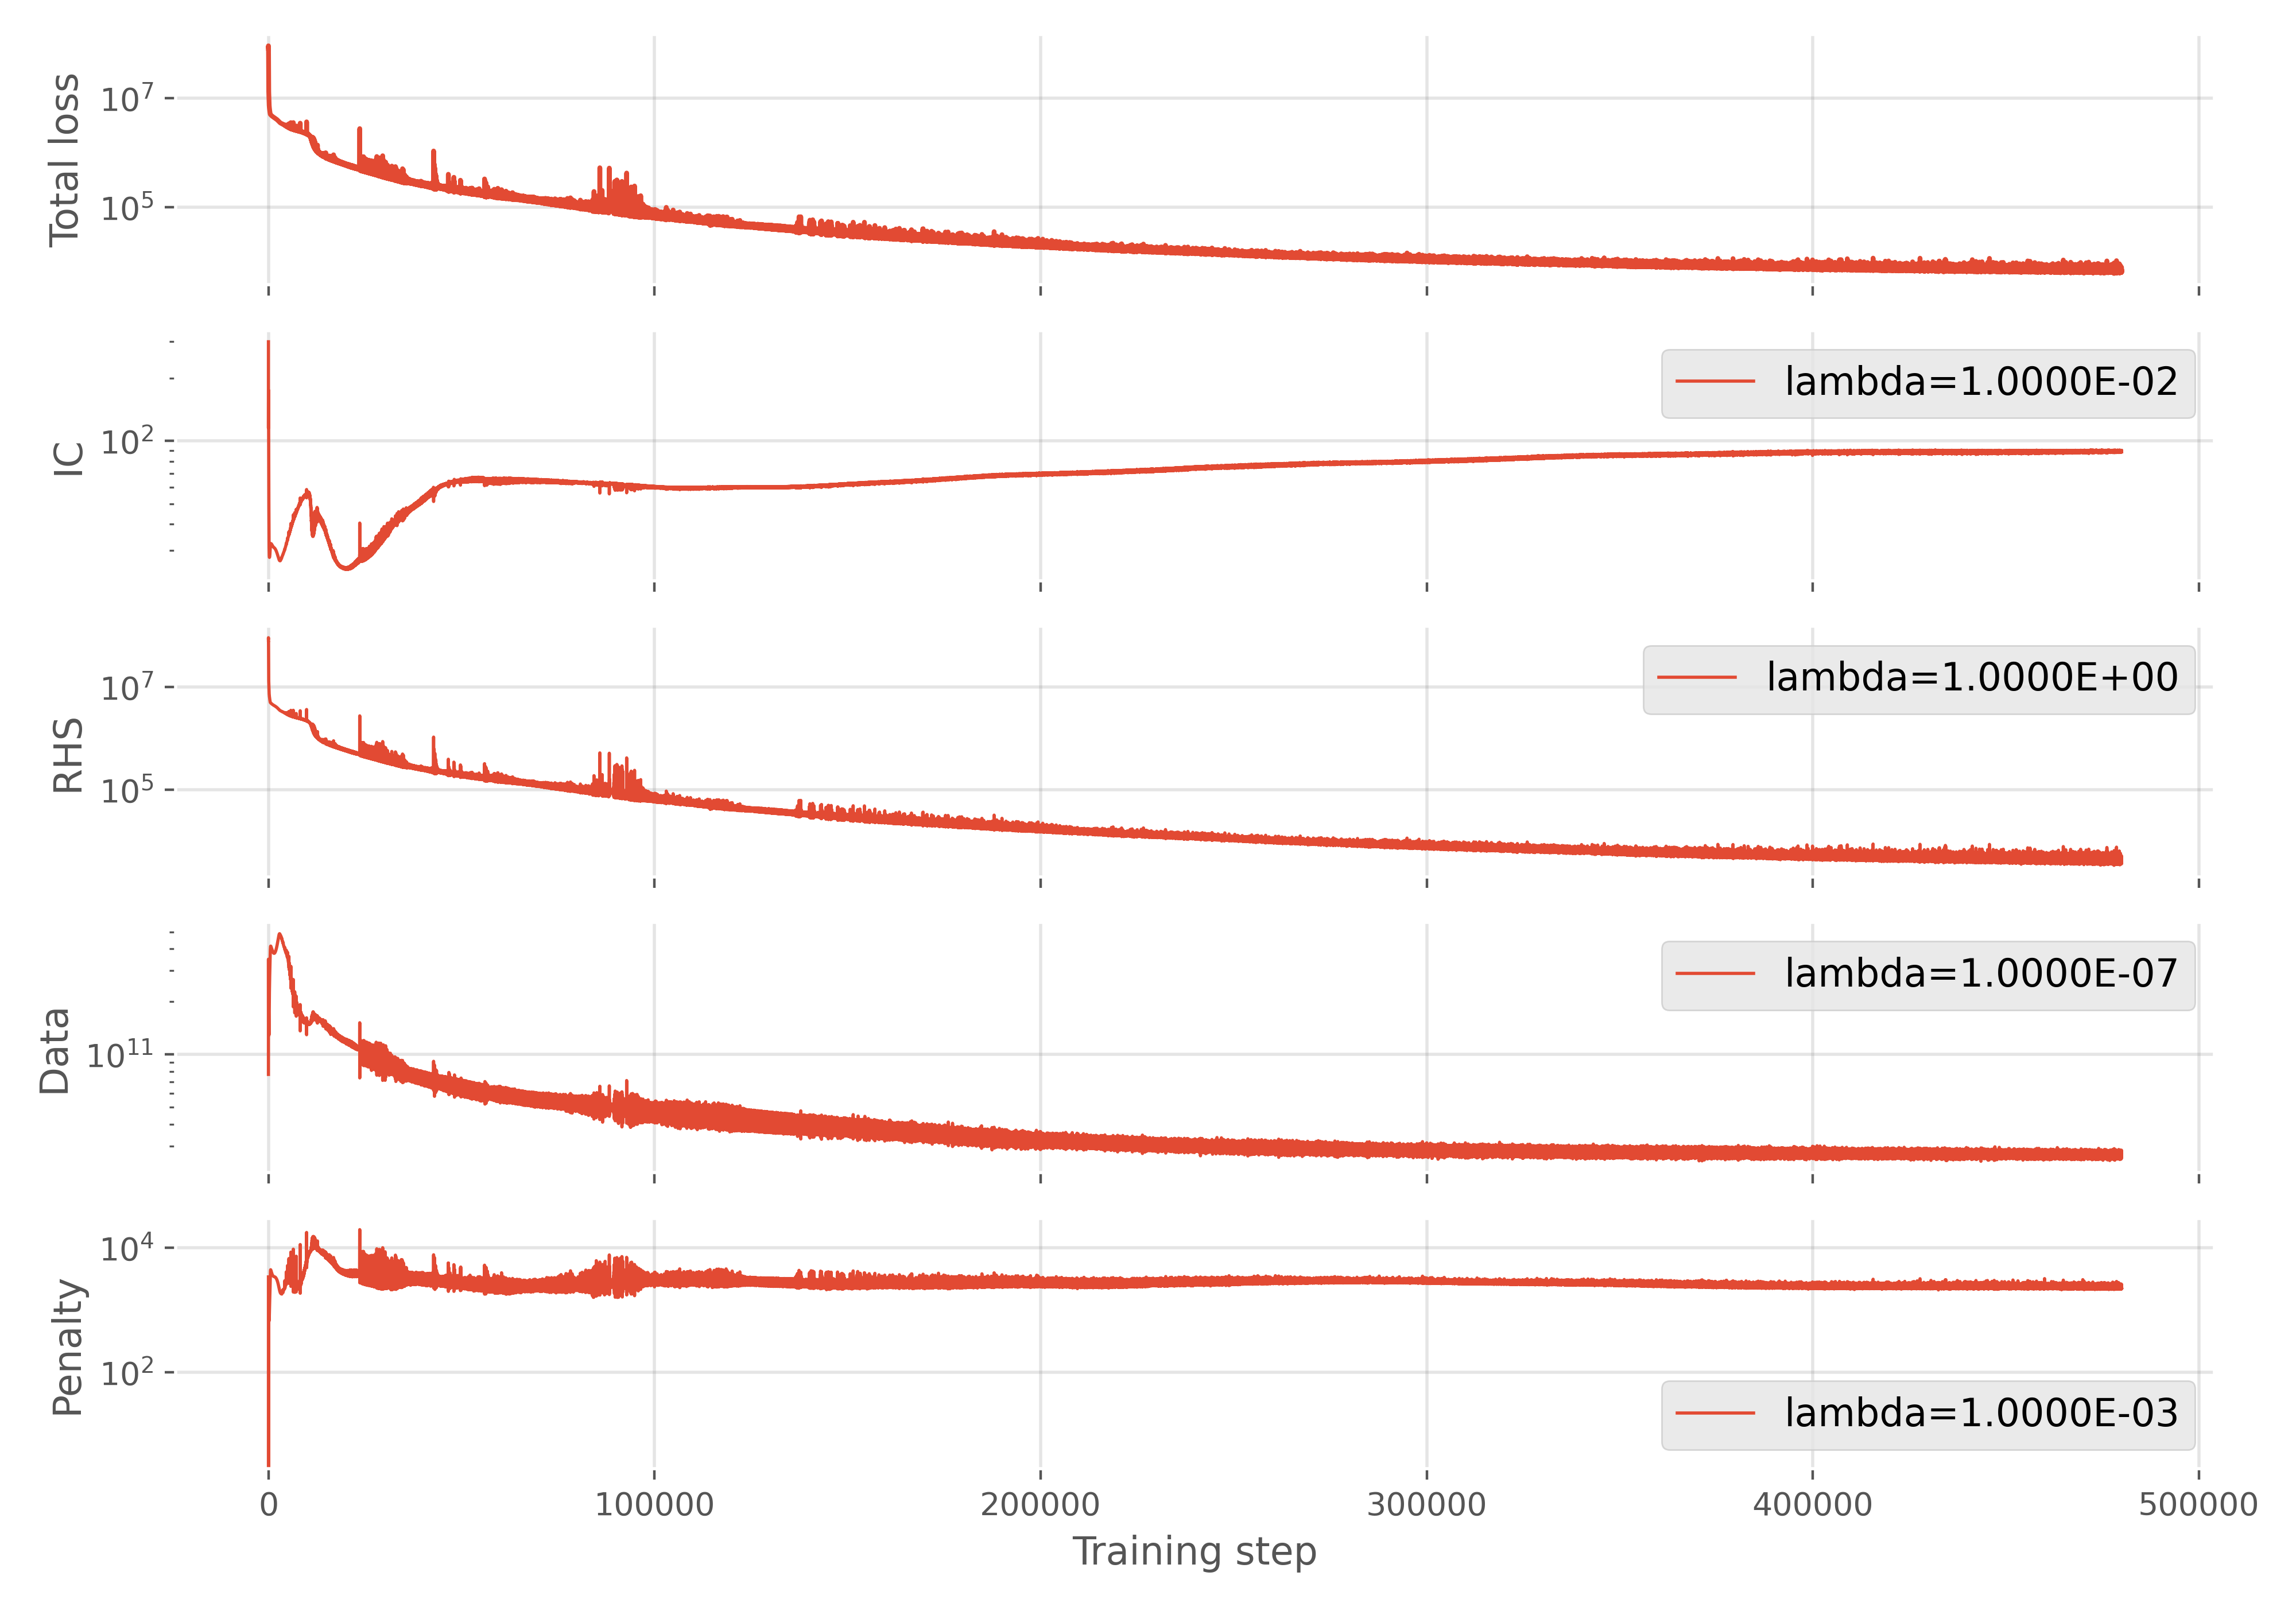 Total loss
10^7
10^5
IC
10^2
lambda=1.0000E-02
RHS
10^7
10^5
lambda=1.0000E+00
Data
10^11
lambda=1.0000E-07
Penalty
10^4
10^2
lambda=1.0000E-03
0 100000 200000 300000 400000 500000
Training step